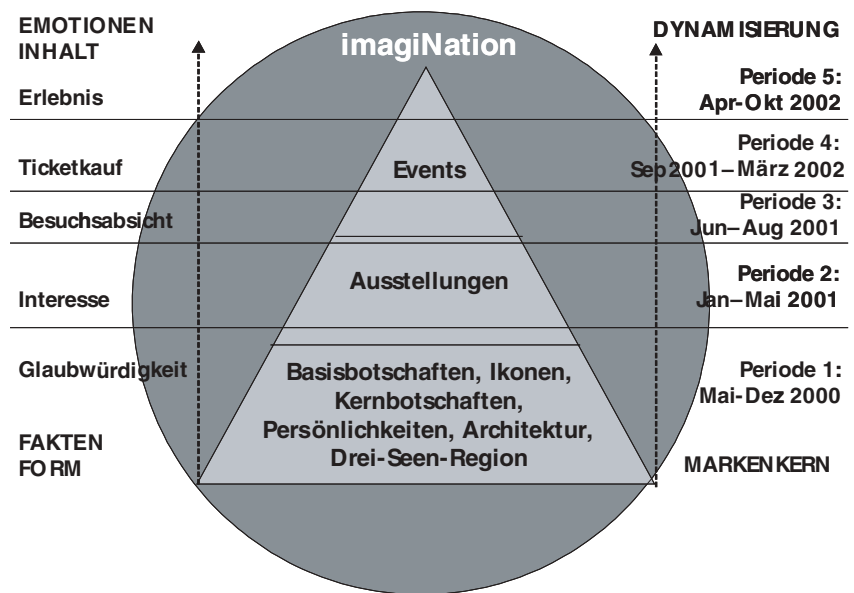 EMOTIONEN
INHALT
imagiNation
DYNAMISIERUNG
Erlebnis
Periode 5:
Apr-Okt 2002
Ticketkauf
Events
Periode 4:
Sep 2001–März 2002
Besuchsabsicht
Periode 3:
Jun–Aug 2001
Interesse
Ausstellungen
Periode 2:
Jan–Mai 2001
Glaubwürdigkeit
Basisbotschaften, Ikonen,
Kernbotschaften,
Persönlichkeiten, Architektur,
Drei-Seen-Region
Periode 1:
Mai-Dez 2000
FAKTEN
FORM
MARKENKERN